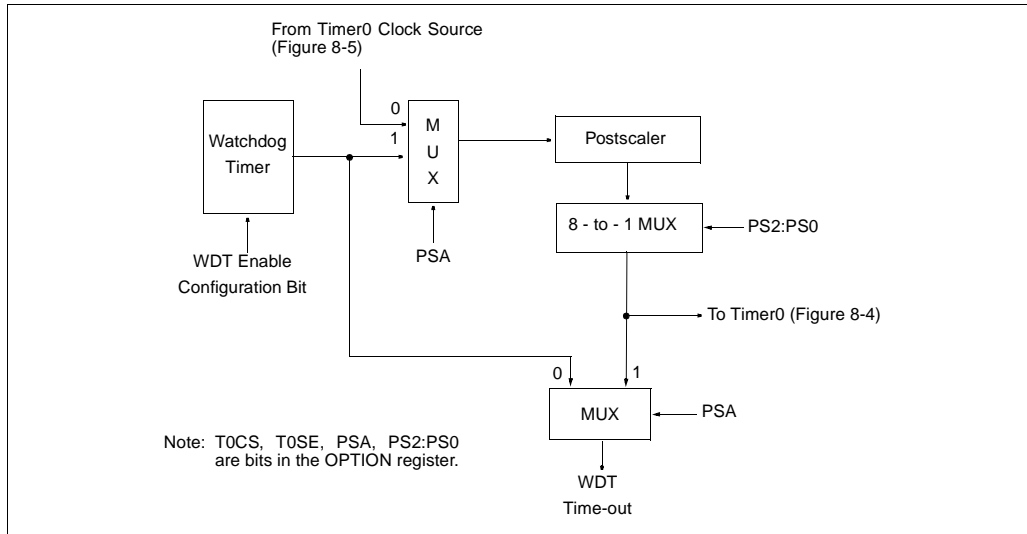 From Timer0 Clock Source
(Figure 8-5)
0
1
M
U
X
Watchdog
Timer
Postscaler
8 - to - 1 MUX
PS2:PS0
PSA
WDT Enable
Configuration Bit
To Timer0 (Figure 8-4)
0
1
MUX
PSA
Note: T0CS, T0SE, PSA, PS2:PS0
are bits in the OPTION register.
WDT
Time-out